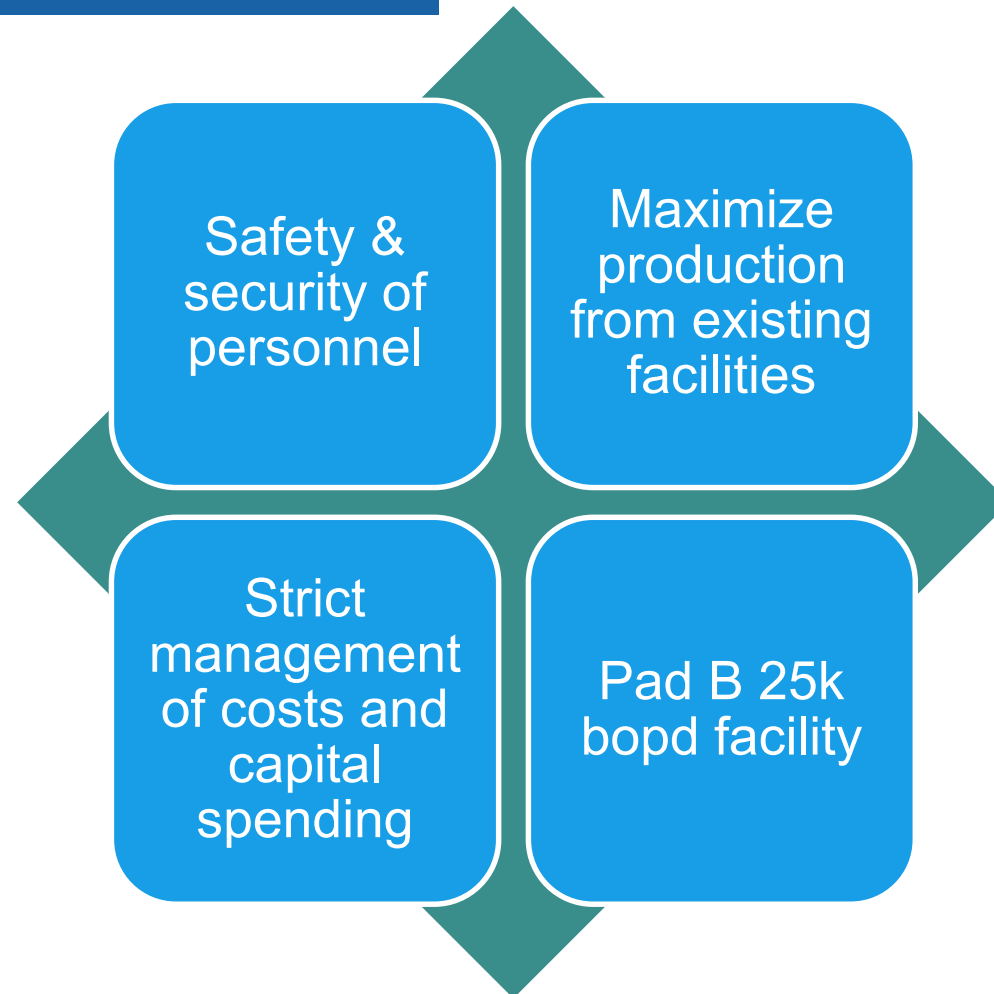 Safety &
security of
personnel
Maximize
production
from existing
facilities
Strict
management
of costs and
capital
spending
Pad B 25k
bopd facility